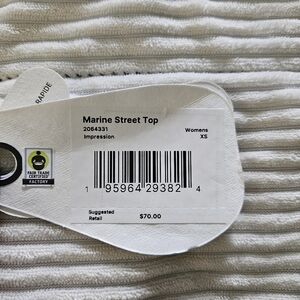 RAPIDE
Marine Street Top
2064331 Womens
Impression XS
1 95964 29382 4
Suggested
Retail $70.00
FAIR TRADE
CERTIFIED
FACTORY